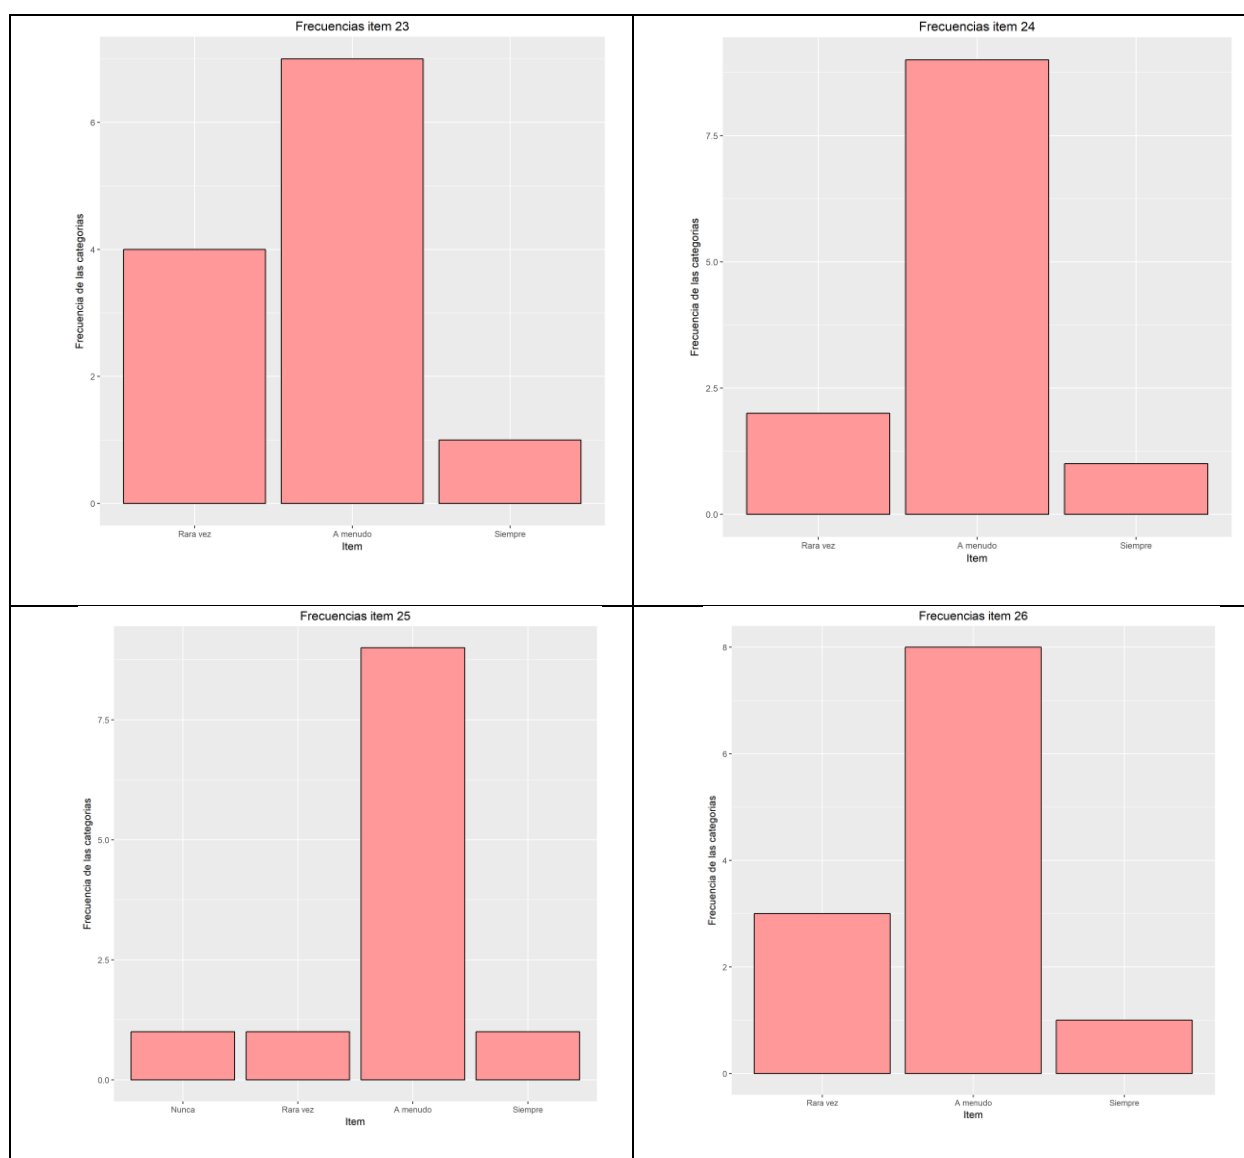 Frecuencias item 23
Frecuencia de las categorias
6
4
2
0
Rara vez A menudo Siempre
Item
Frecuencias item 24
Frecuencia de las categorias
7.5
5.0
2.5
0.0
Rara vez A menudo Siempre
Item
Frecuencias item 25
Frecuencia de las categorias
7.5
5.0
2.5
0.0
Nunca Rara vez A menudo Siempre
Item
Frecuencias item 26
Frecuencia de las categorias
8
6
4
2
0
Rara vez A menudo Siempre
Item